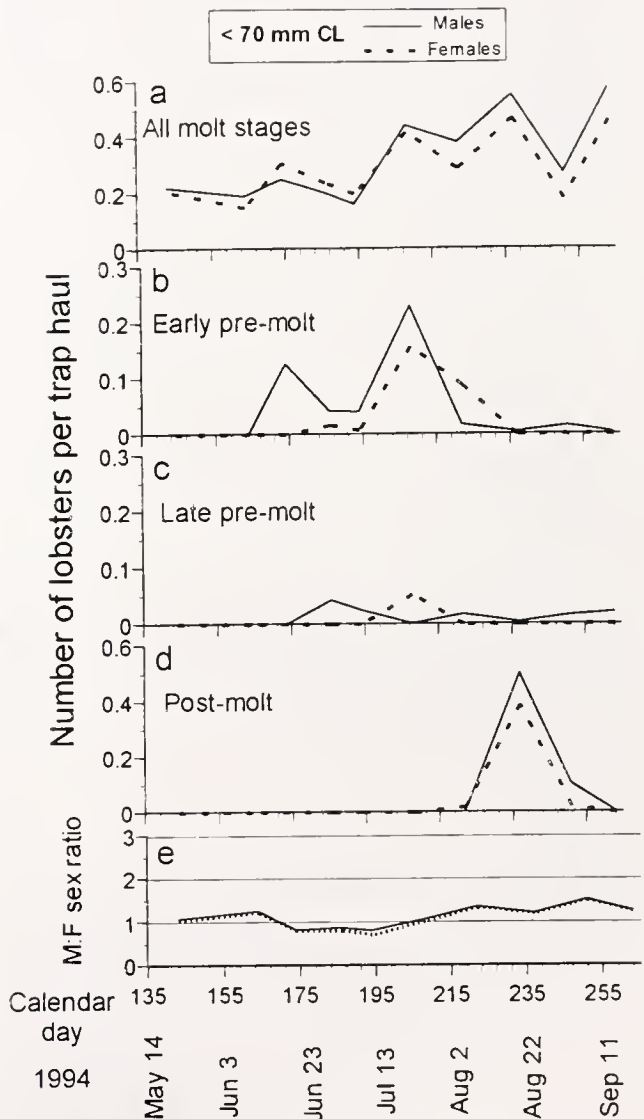 < 70 mm CL
Males
Females
Number of lobsters per trap haul
a
All molt stages
0.6
0.4
0.2
0
b
Early pre-molt
0.3
0.2
0.1
0
c
Late pre-molt
0.3
0.2
0.1
0
d
Post-molt
0.6
0.4
0.2
0
M:F sex ratio
e
3
2
1
0
135 155 175 195 215 235 255
Calendar
day
1994
May 14
Jun 3
Jun 23
Jul 13
Aug 2
Aug 22
Sep 11